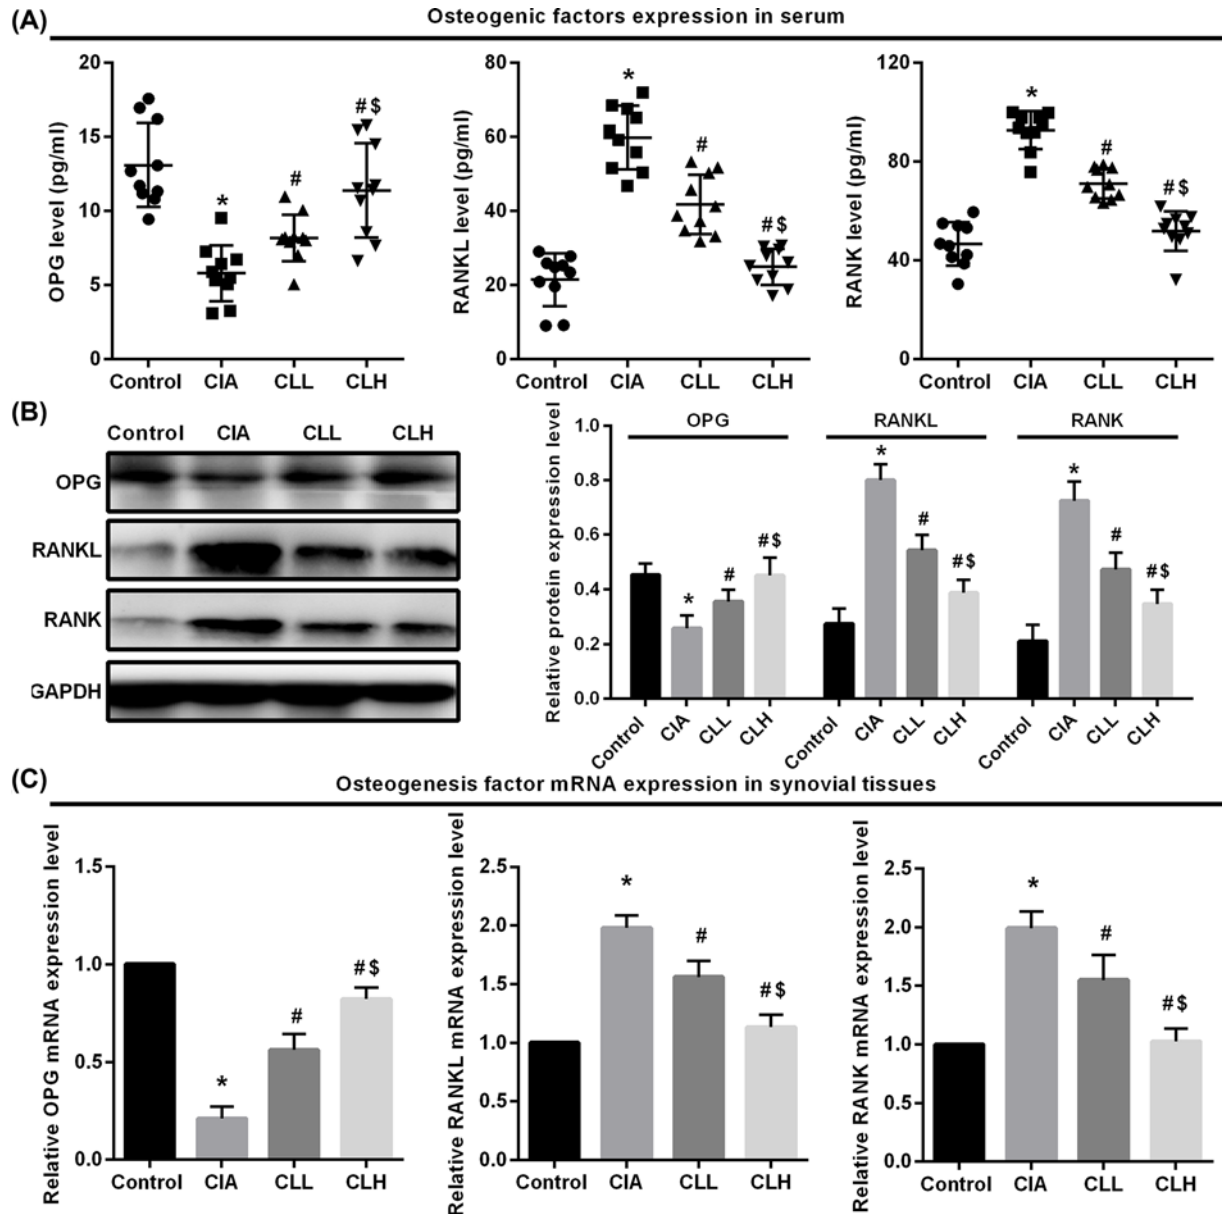 (A) Osteogenic factors expression in serum
OPG level (pg/ml)
20
15
10
5
0
*
#
#$
Control CIA CLL CLH
RANKL level (pg/ml)
80
60
40
20
0
*
#
#$
Control CIA CLL CLH
RANK level (pg/ml)
120
80
40
0
*
#
#$
Control CIA CLL CLH
(B)
Control CIA CLL CLH
OPG
RANKL
RANK
GAPDH
Relative protein expression level
1.0
0.8
0.6
0.4
0.2
0.0
OPG RANKL RANK
*
#
#$
*
#
#$
*
#
#$
Control CIA CLL CLH Control CIA CLL CLH Control CIA CLL CLH
(C) Osteogenesis factor mRNA expression in synovial tissues
Relative OPG mRNA expression level
1.5
1.0
0.5
0.0
*
#
#$
Control CIA CLL CLH
Relative RANKL mRNA expression level
2.5
2.0
1.5
1.0
0.5
0.0
*
#
#$
Control CIA CLL CLH
Relative RANK mRNA expression level
2.5
2.0
1.5
1.0
0.5
0.0
*
#
#$
Control CIA CLL CLH